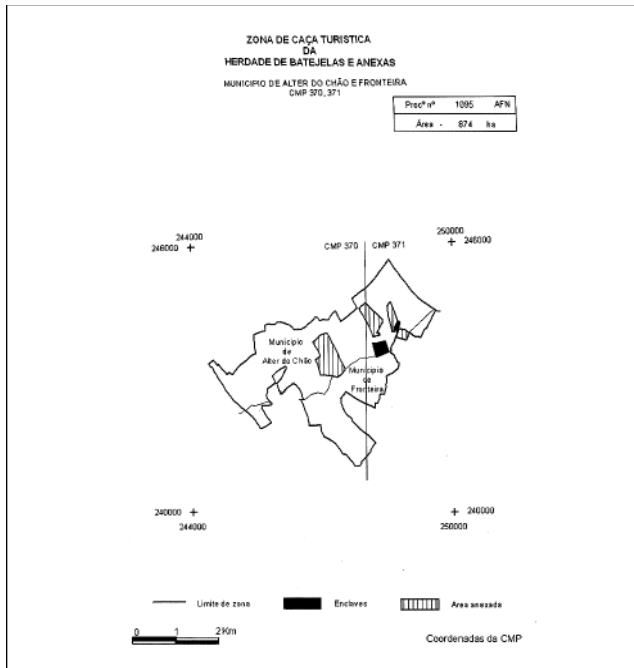 ZONA DE CAÇA TURISTICA
DA
HERDADE DE BATEJELAS E ANEXAS
MUNICIPIO DE ALTER DO CHÃO E FRONTEIRA
CMP 370, 371
Procº nº 1095 AFN
Área - 874 ha
244000
246000
250000
246000
CMP 370 CMP 371
Municipio
de
Alter do Chão
Municipio
de
Fronteira
240000
244000
240000
250000
Limite de zona
Enclaves
Area anexada
0 1 2 Km
Coordenadas da CMP